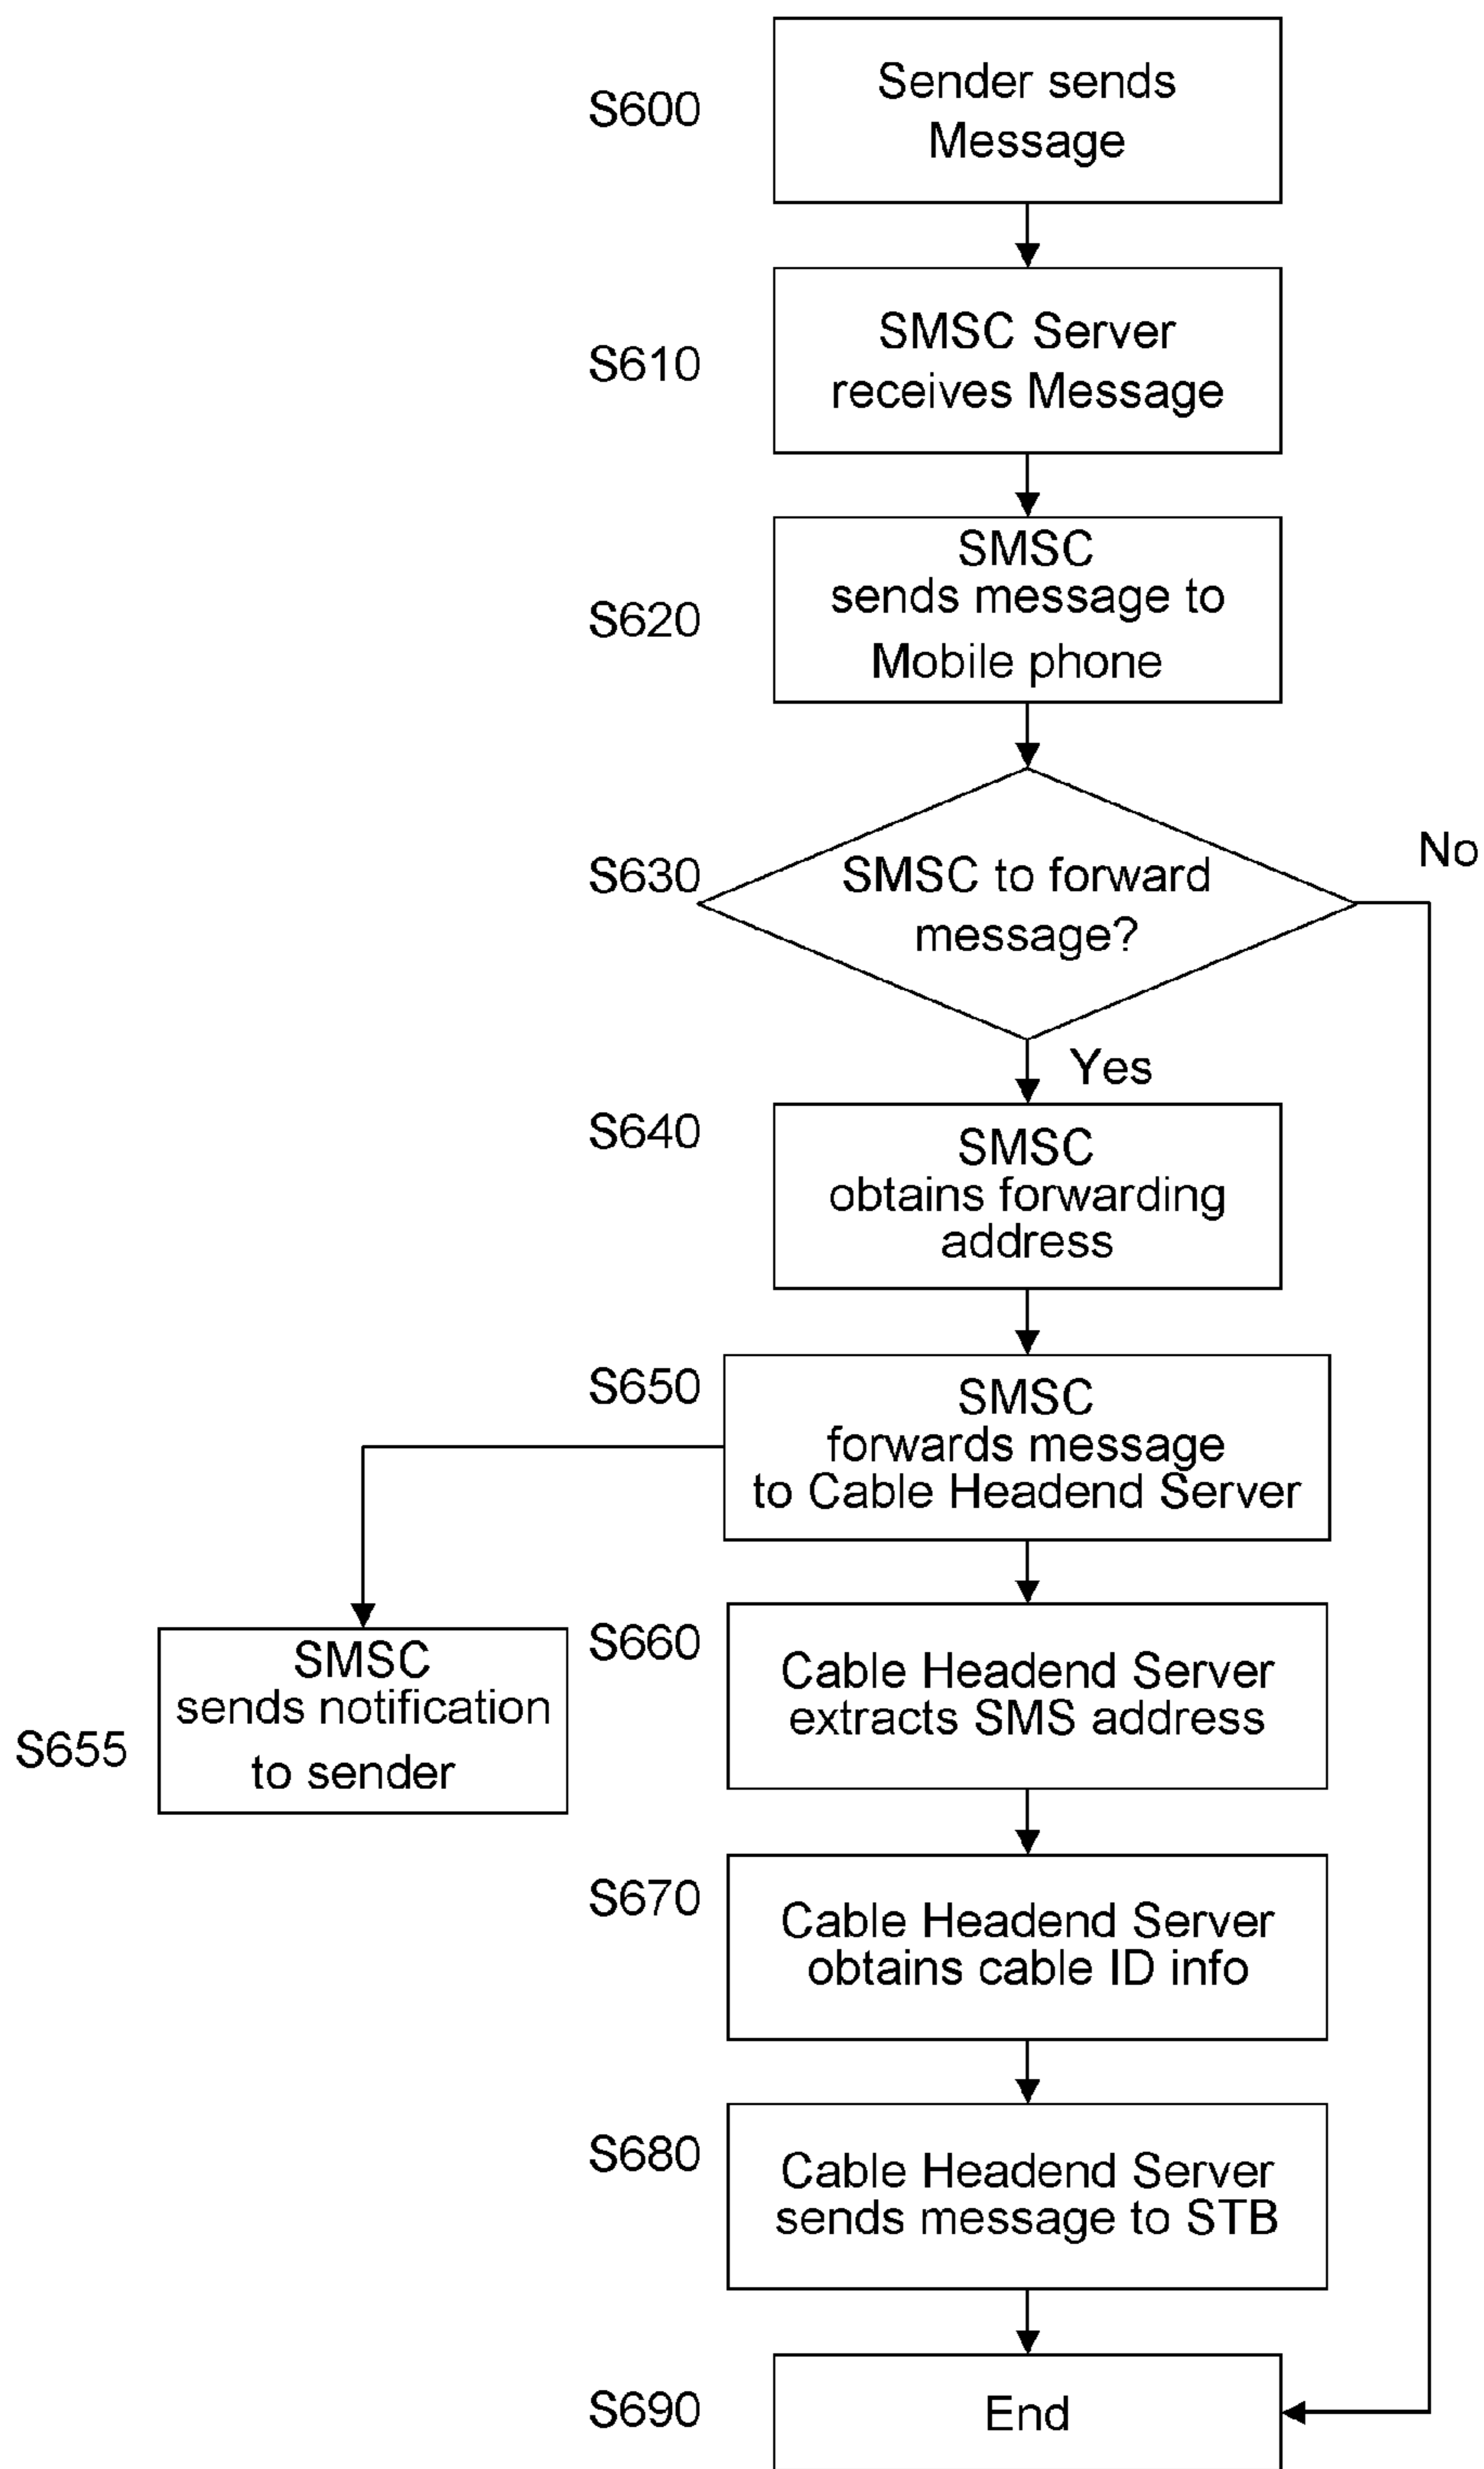 S600
Sender sends
Message
S610
SMSC Server
receives Message
S620
SMSC
sends message to
Mobile phone
S630
SMSC to forward
message?
No
Yes
S640
SMSC
obtains forwarding
address
S650
SMSC
forwards message
to Cable Headend Server
S655
SMSC
sends notification
to sender
S660
Cable Headend Server
extracts SMS address
S670
Cable Headend Server
obtains cable ID info
S680
Cable Headend Server
sends message to STB
S690
End